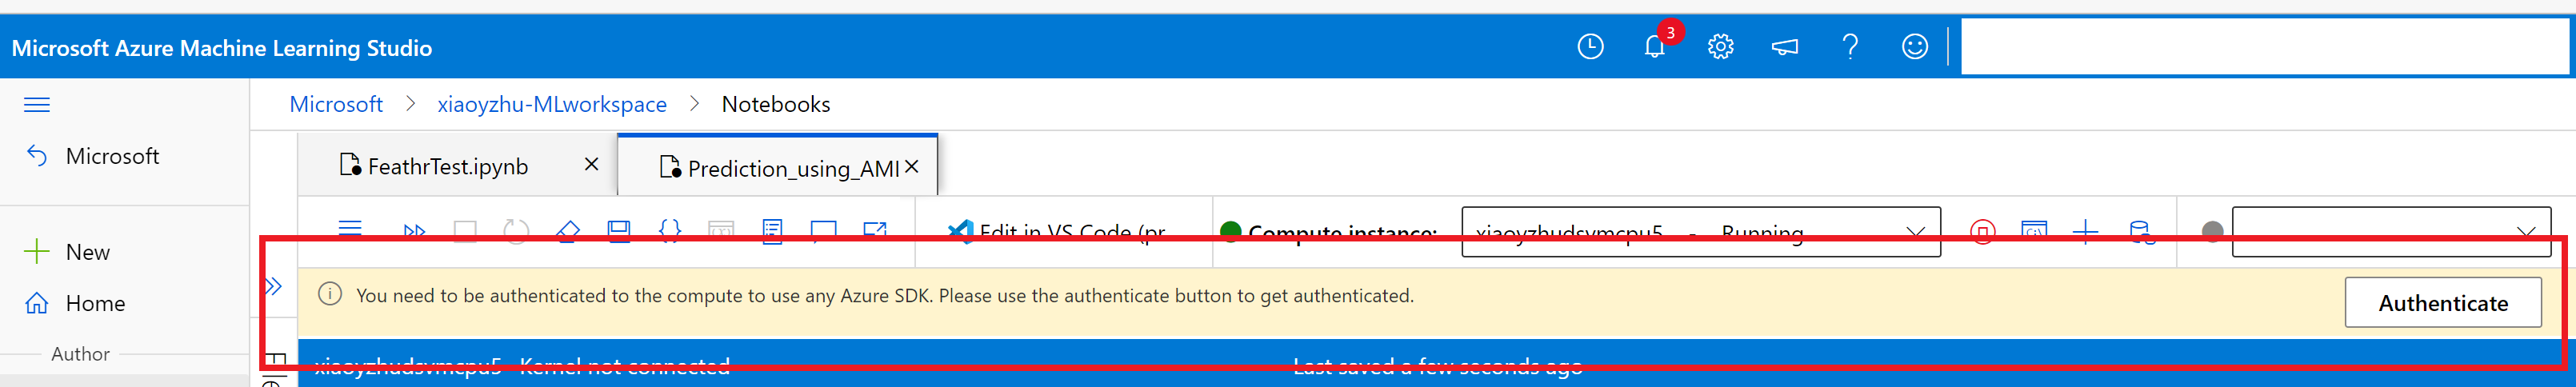 Microsoft Azure Machine Learning Studio
3
Microsoft > xiaoyzhu-MLworkspace > Notebooks
Microsoft
FeathrTest.ipynb
Prediction_using_AMI
New
Edit in VS Code (pr
Compute instance: xiaoyzhudsvmcpu5 - Running
Home
You need to be authenticated to the compute to use any Azure SDK. Please use the authenticate button to get authenticated.
Authenticate
Author
xiaoyzhudsvmcpu5 Kernel not connected
Last saved a few seconds ago